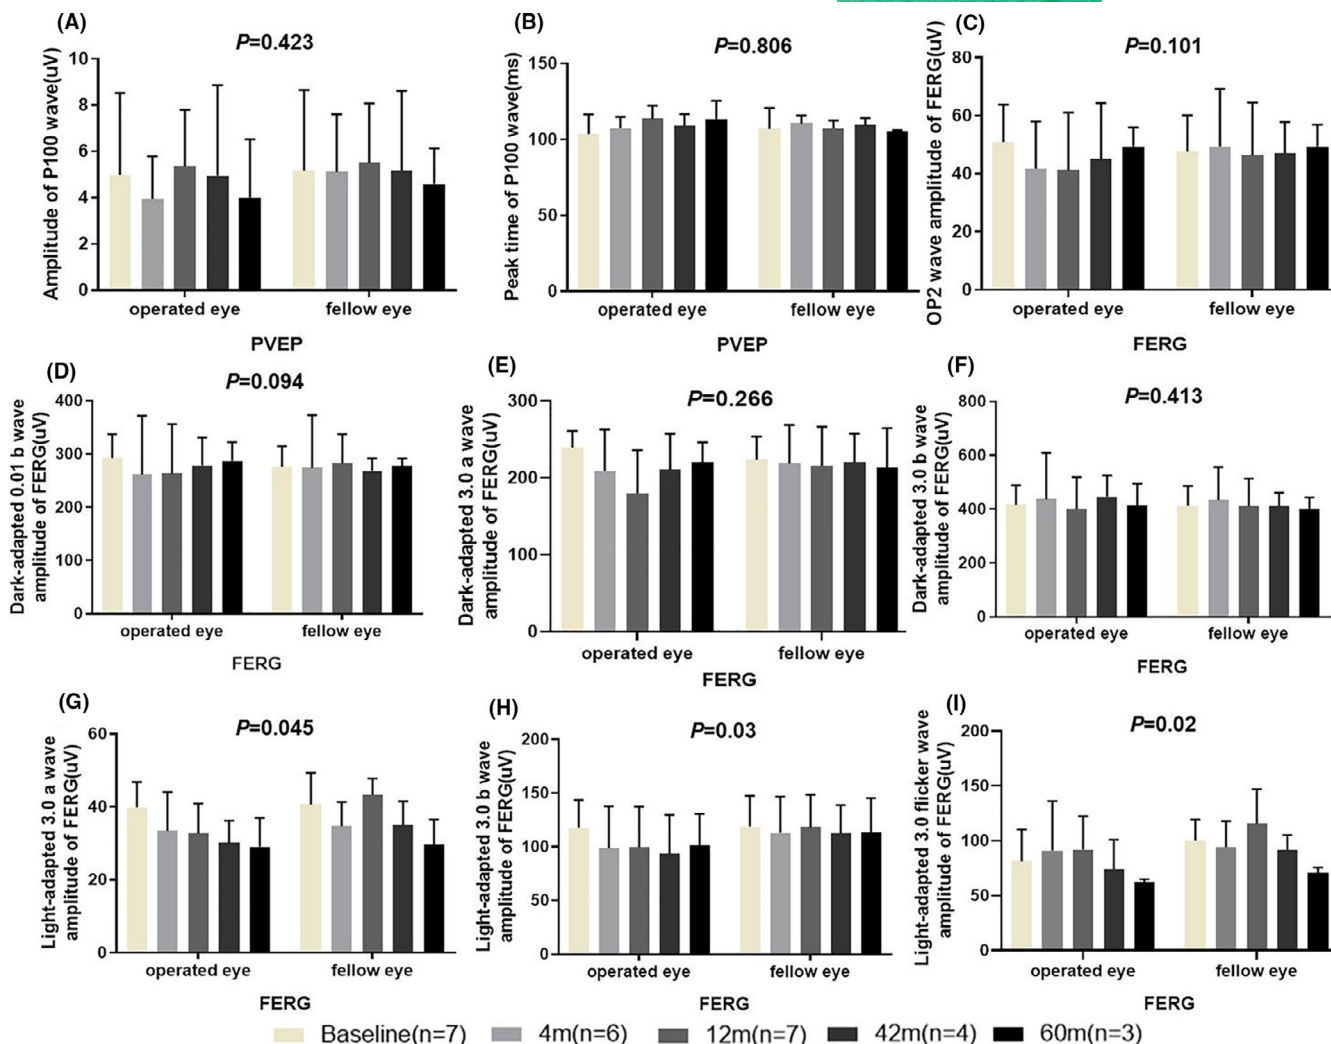 (A)
P=0.423
Amplitude of P100 wave(uV)
10
8
6
4
2
0
operated eye
fellow eye
PVEP
(B)
P=0.806
Peak time of P100 wave(ms)
150
100
50
0
operated eye
fellow eye
PVEP
(C)
P=0.101
OP2 wave amplitude of FERG(uV)
80
60
40
20
0
operated eye
fellow eye
FERG
(D)
P=0.094
Dark-adapted 0.01 b wave
amplitude of FERG(uV)
400
300
200
100
0
operated eye
fellow eye
FERG
(E)
P=0.266
Dark-adapted 3.0 a wave
amplitude of FERG(uV)
300
200
100
0
operated eye
fellow eye
FERG
(F)
P=0.413
Dark-adapted 3.0 b wave
amplitude of FERG(uV)
800
600
400
200
0
operated eye
fellow eye
FERG
(G)
P=0.045
Light-adapted 3.0 a wave
amplitude of FERG(uV)
60
40
20
0
operated eye
fellow eye
FERG
(H)
P=0.03
Light-adapted 3.0 b wave
amplitude of FERG(uV)
200
150
100
50
0
operated eye
fellow eye
FERG
(I)
P=0.02
Light-adapted 3.0 flicker wave
amplitude of FERG(uV)
200
150
100
50
0
operated eye
fellow eye
FERG
Baseline(n=7) 4m(n=6) 12m(n=7) 42m(n=4) 60m(n=3)